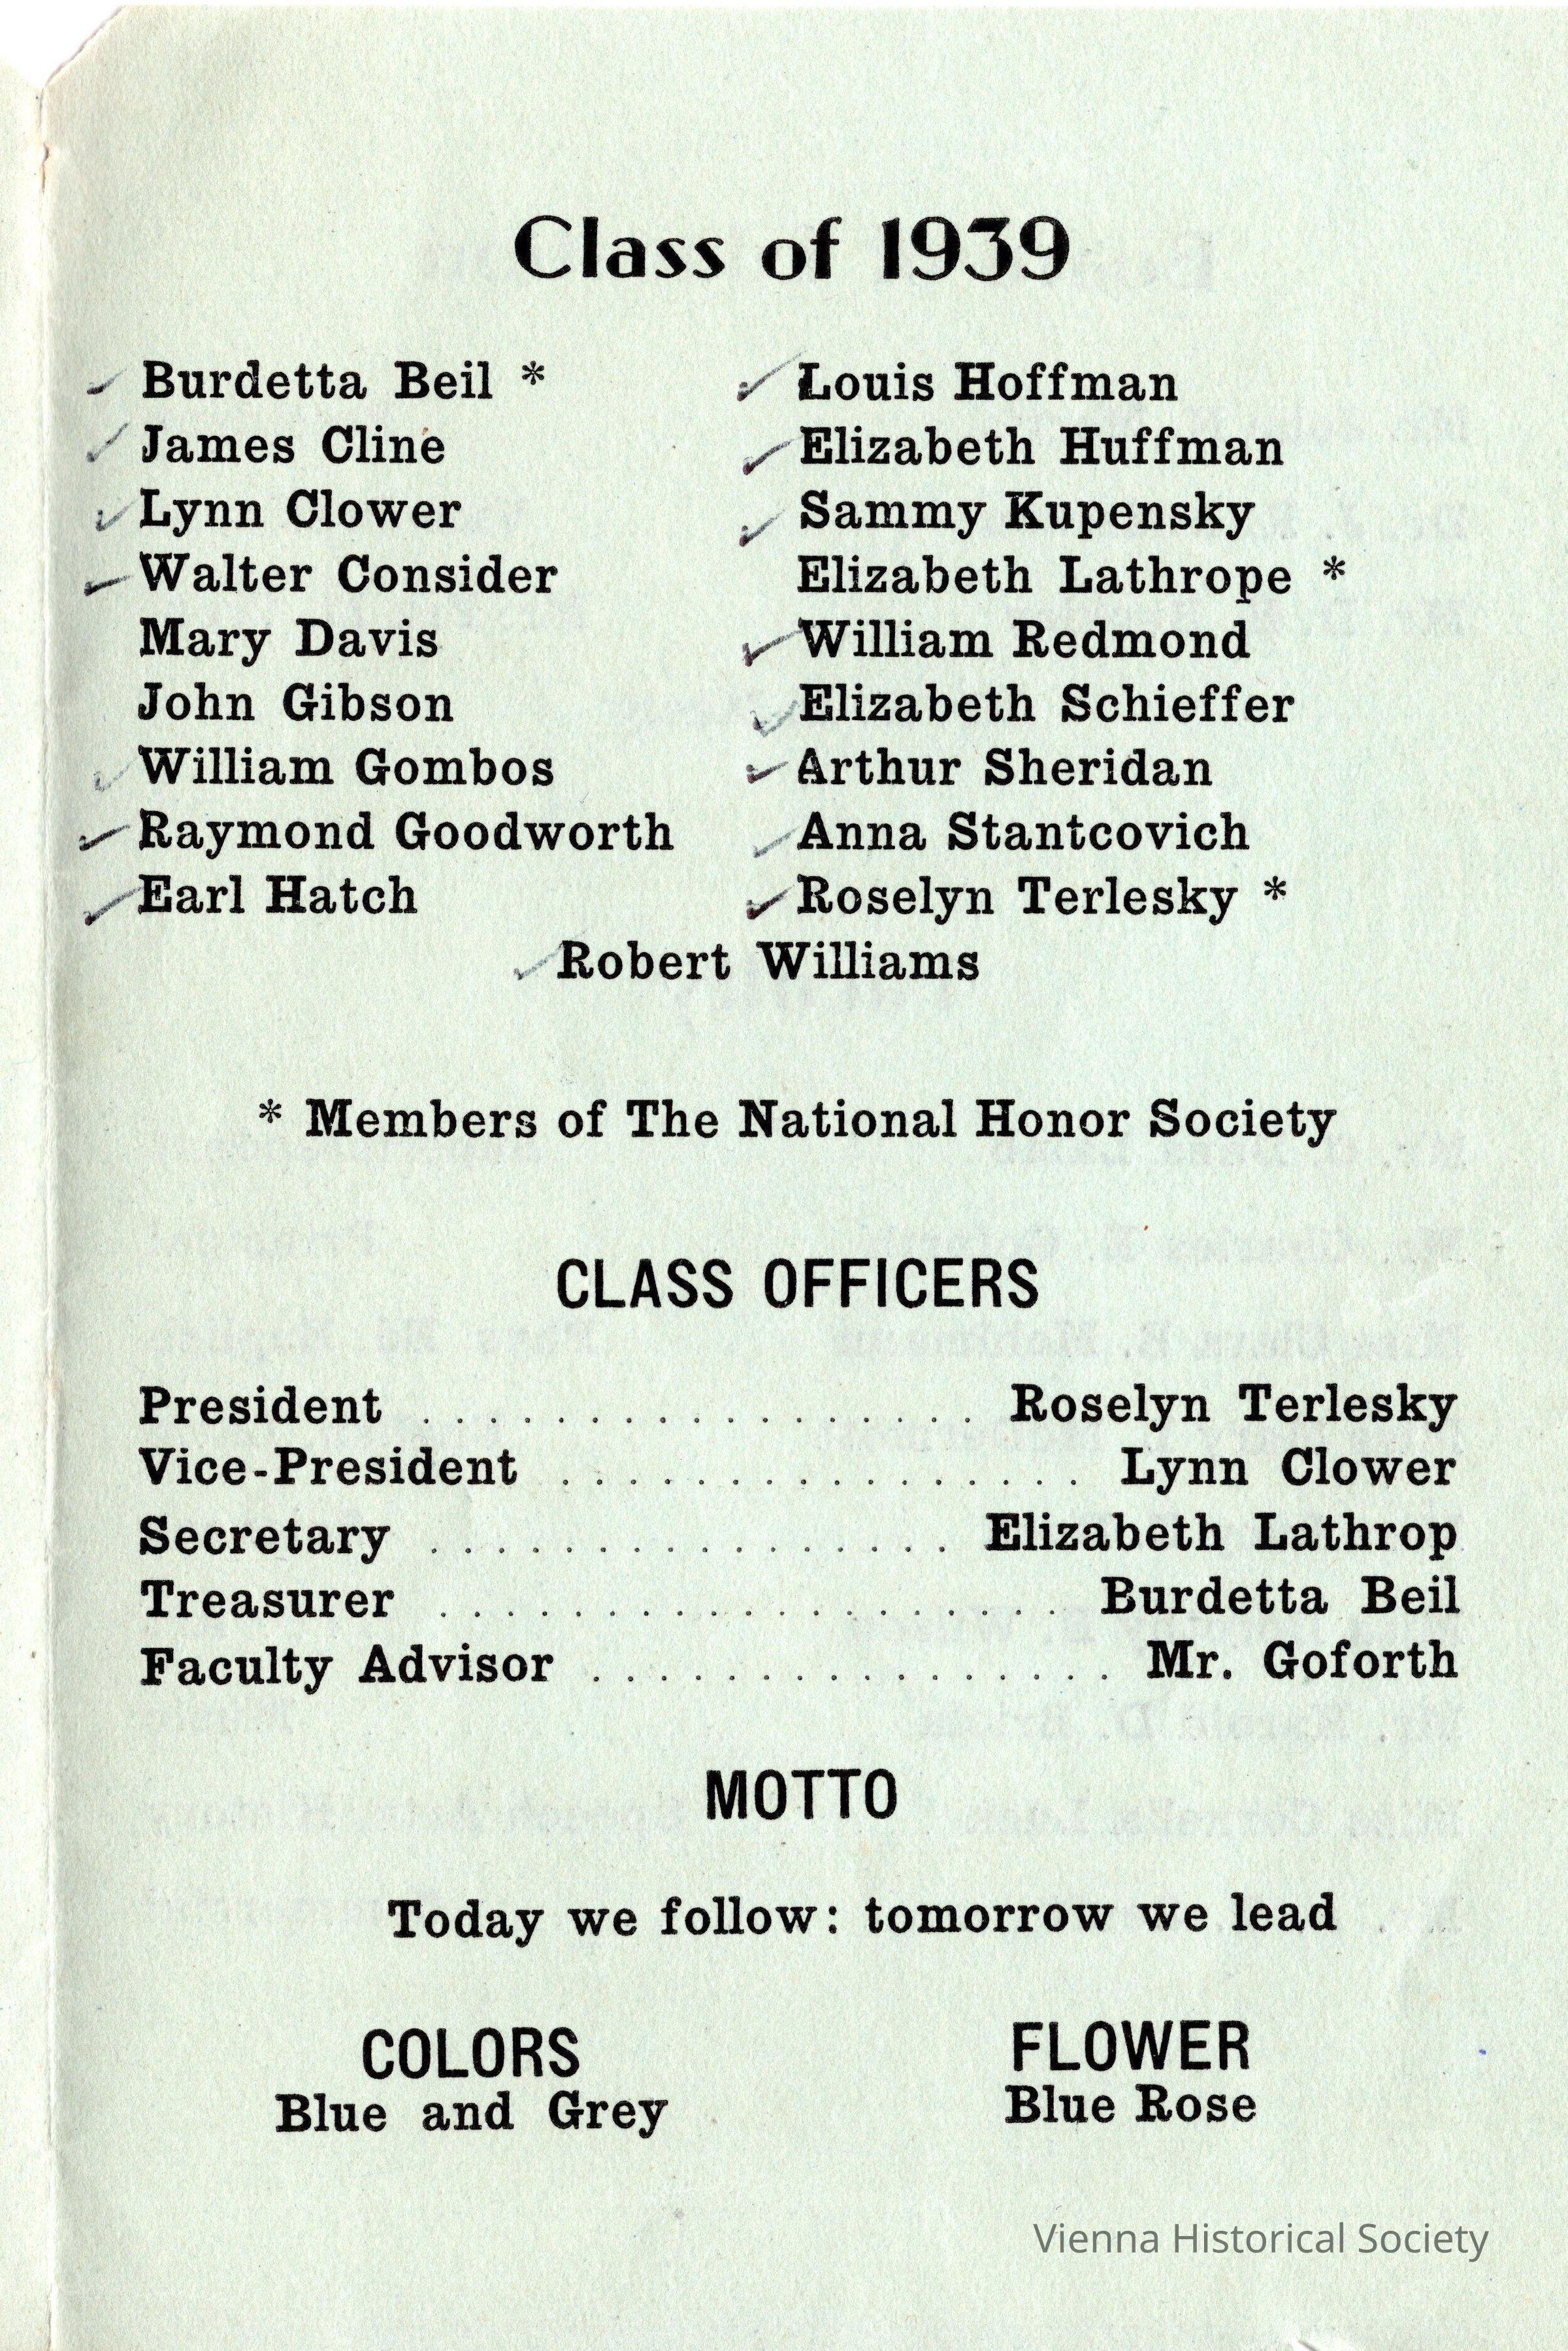 Class of 1939
Burdetta Beil *
James Cline
Lynn Clower
Walter Consider
Mary Davis
John Gibson
William Gombos
Raymond Goodworth
Earl Hatch
Louis Hoffman
Elizabeth Huffman
Sammy Kupensky
Elizabeth Lathrope *
William Redmond
Elizabeth Schieffer
Arthur Sheridan
Anna Stantcovich
Roselyn Terlesky *
Robert Williams
* Members of The National Honor Society
CLASS OFFICERS
President . . . . . . . . . . . . . . . . . Roselyn Terlesky
Vice-President . . . . . . . . . . . . . . . . Lynn Clower
Secretary . . . . . . . . . . . . . . . . Elizabeth Lathrop
Treasurer . . . . . . . . . . . . . . . . . . . Burdetta Beil
Faculty Advisor . . . . . . . . . . . . . . . . Mr. Goforth
MOTTO
Today we follow: tomorrow we lead
COLORS
Blue and Grey
FLOWER
Blue Rose
Vienna Historical Society